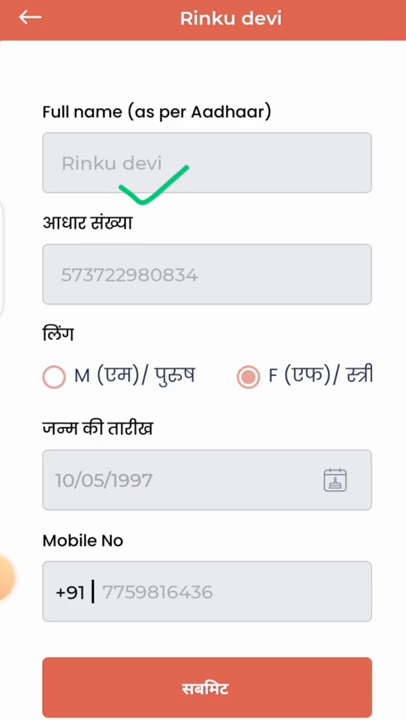 Rinku devi
Full name (as per Aadhaar)
Rinku devi
आधार संख्या
573722980834
लिंग
M (एम)/ पुरुष F (एफ)/ स्त्री
जन्म की तारीख
10/05/1997
Mobile No
+91 7759816436
सबमिट